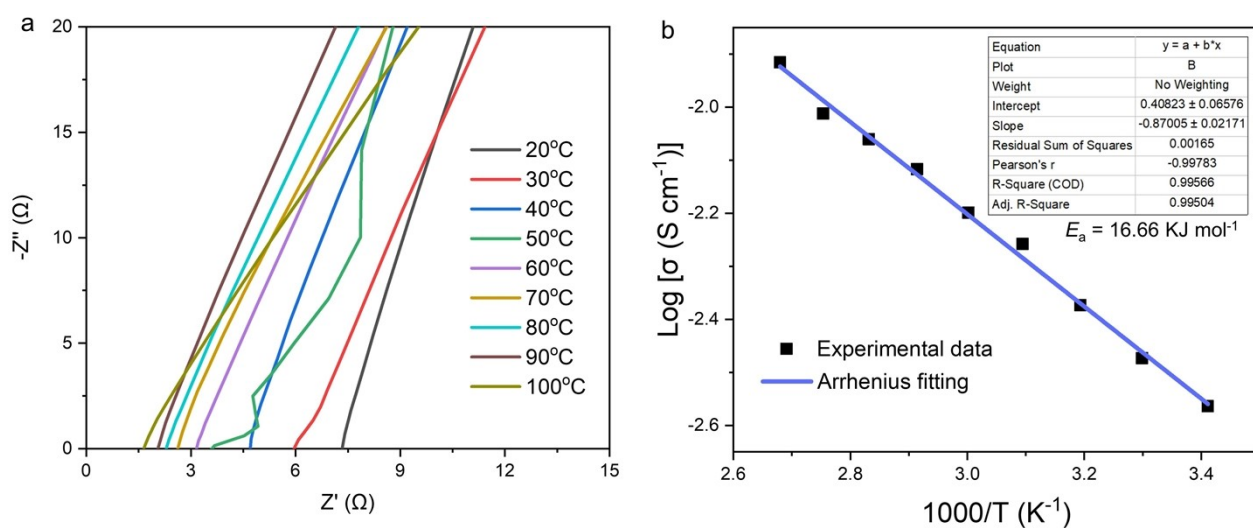 a
20
15
10
5
0
-Z" (Ω)
20°C
30°C
40°C
50°C
60°C
70°C
80°C
90°C
100°C
0 3 6 9 12 15
Z' (Ω)
b
-2.0
-2.2
-2.4
-2.6
Log [σ (S cm⁻¹)]
Equation y = a + b*x
Plot B
Weight No Weighting
Intercept 0.40823 ± 0.06576
Slope -0.87005 ± 0.02171
Residual Sum of Squares 0.00165
Pearson's r -0.99783
R-Square (COD) 0.99566
Adj. R-Square 0.99504
Eₐ = 16.66 KJ mol⁻¹
Experimental data
Arrhenius fitting
2.6 2.8 3.0 3.2 3.4
1000/T (K⁻¹)